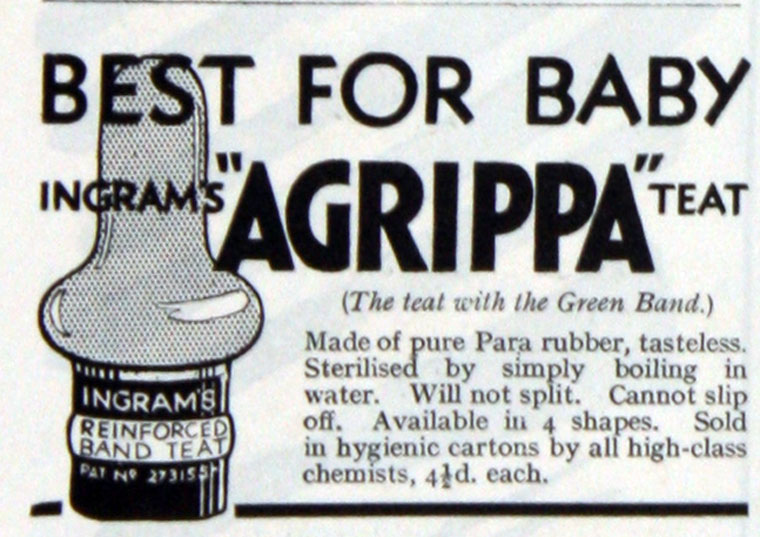 BEST FOR BABY
INGRAM'S "AGRIPPA" TEAT
(The teat with the Green Band.)
Made of pure Para rubber, tasteless.
Sterilised by simply boiling in
water. Will not split. Cannot slip
off. Available in 4 shapes. Sold
in hygienic cartons by all high-class
chemists, 4½d. each.
INGRAM'S
REINFORCED
BAND TEAT
PAT Nº